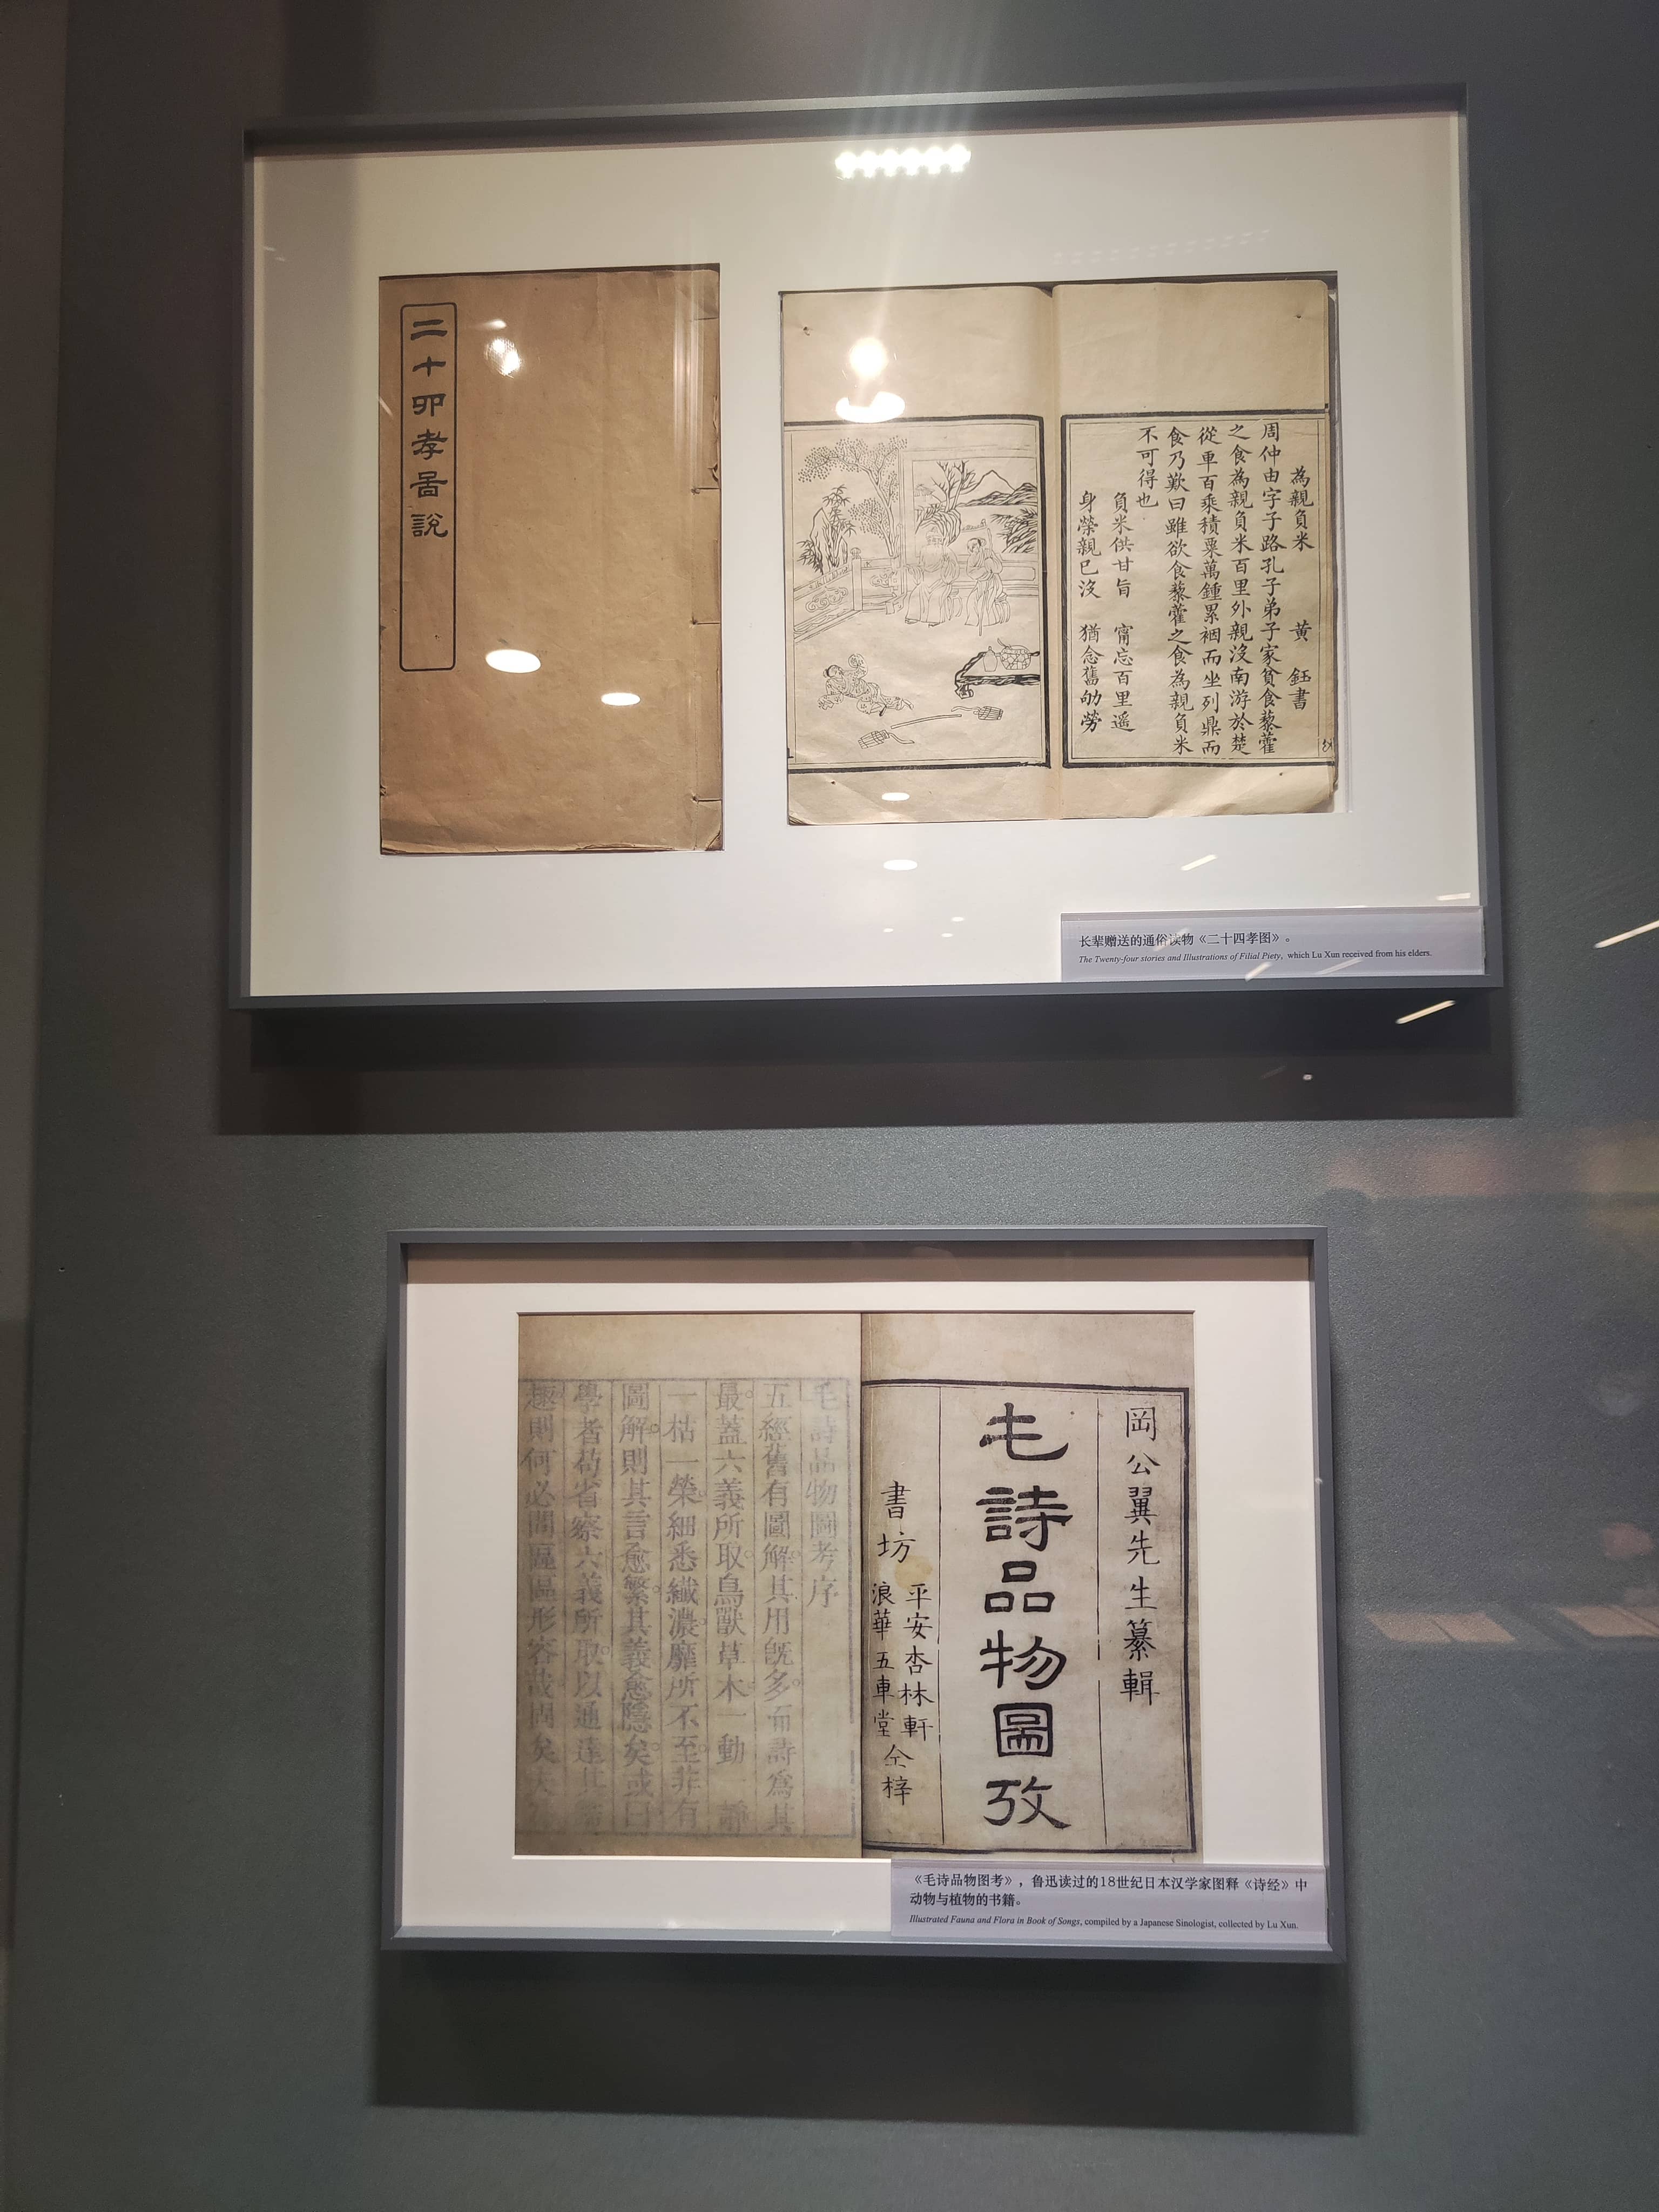 二十四孝啚說
為親負米 黃鈺書
周仲由字子路孔子弟子家貧食藜藿
之食為親負米百里外親沒南游於楚
從車百乘積粟萬鍾累裀而坐列鼎而
食乃歎曰雖欲食藜藿之食為親負米
不可得也
負米供甘旨 甯忘百里遥
身榮親已沒 猶念舊劬勞
长辈赠送的通俗读物《二十四孝图》。
The Twenty-four stories and Illustrations of Filial Piety, which Lu Xun received from his elders.
岡公翼先生纂輯
毛詩品物圖攷
書坊
平安杏林軒
浪華五車堂
仝梓
毛詩品物圖考序
五經舊有圖解其用既多而詩為其
最蓋六義所取鳥獸草木一動一
一枯一榮細悉纖濃靡所不至非有
圖解則其言愈繁其義愈隱矣或曰
學者苟省察六義所取以通達其
趣則何必問區區形容哉閎矣夫
《毛诗品物图考》，鲁迅读过的18世纪日本汉学家图释《诗经》中
动物与植物的书籍。
Illustrated Fauna and Flora in Book of Songs, compiled by a Japanese Sinologist, collected by Lu Xun.